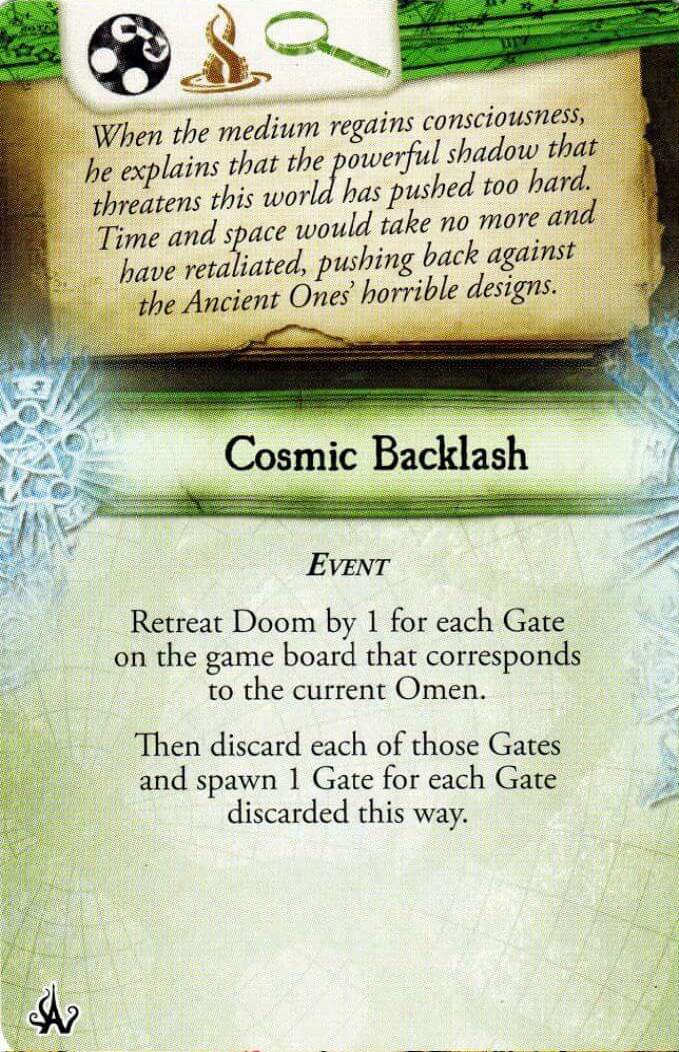 When the medium regains consciousness,
he explains that the powerful shadow that
threatens this world has pushed too hard.
Time and space would take no more and
have retaliated, pushing back against
the Ancient Ones' horrible designs.
Cosmic Backlash
Event
Retreat Doom by 1 for each Gate
on the game board that corresponds
to the current Omen.
Then discard each of those Gates
and spawn 1 Gate for each Gate
discarded this way.